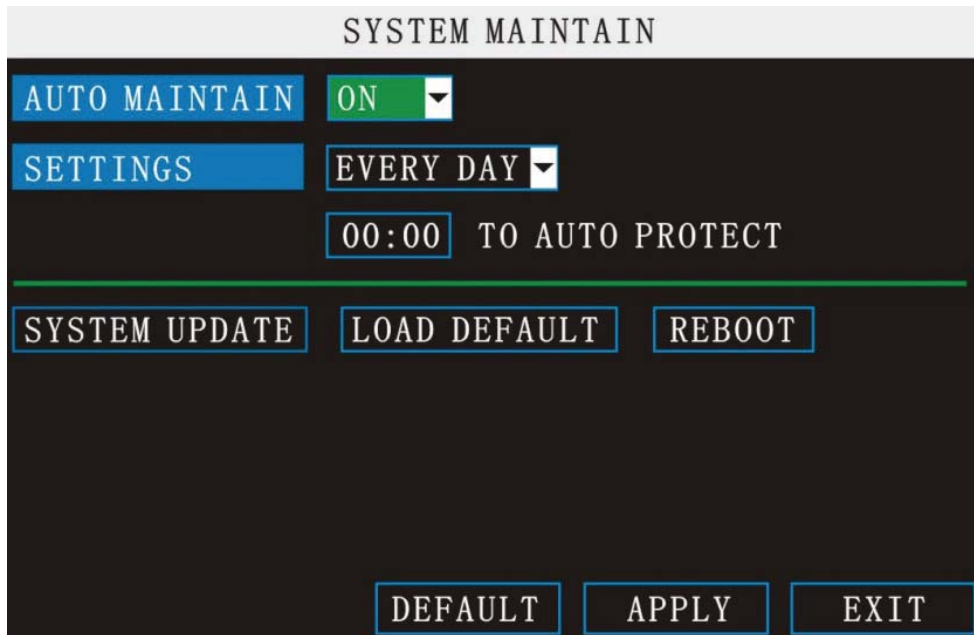 SYSTEM MAINTAIN
AUTO MAINTAIN ON
SETTINGS EVERY DAY
00:00 TO AUTO PROTECT
SYSTEM UPDATE LOAD DEFAULT REBOOT
DEFAULT APPLY EXIT